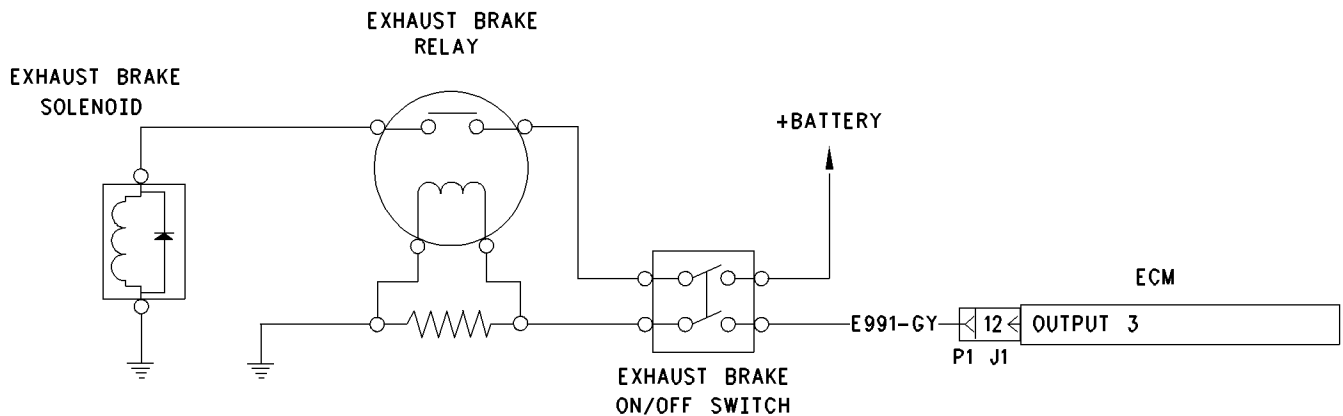 EXHAUST BRAKE
RELAY
EXHAUST BRAKE
SOLENOID
+BATTERY
ECM
E991-GY
12
OUTPUT 3
P1 J1
EXHAUST BRAKE
ON/OFF SWITCH